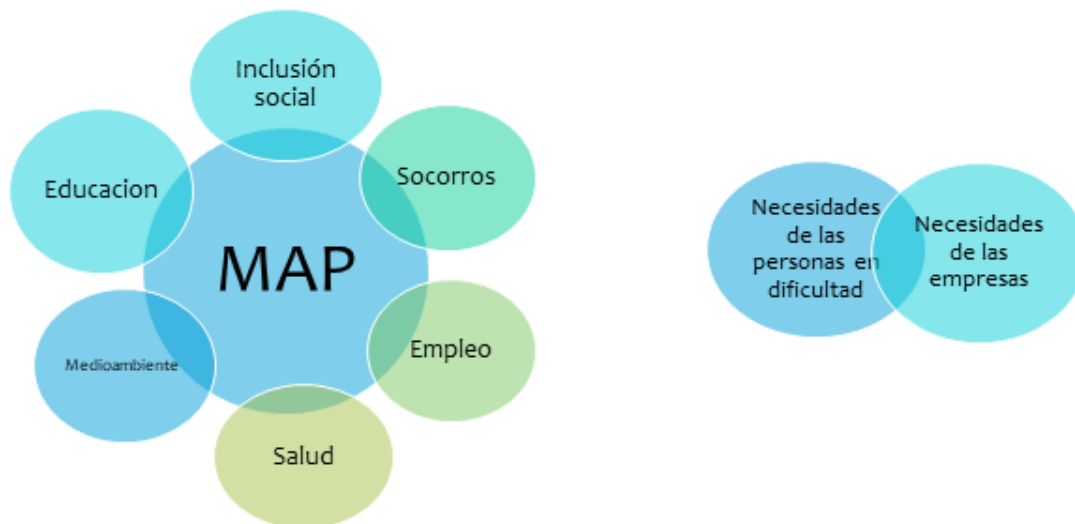 Inclusión
social
Educacion
Socorros
MAP
Medioambiente
Empleo
Salud
Necesidades
de las
personas en
dificultad
Necesidades
de las
empresas